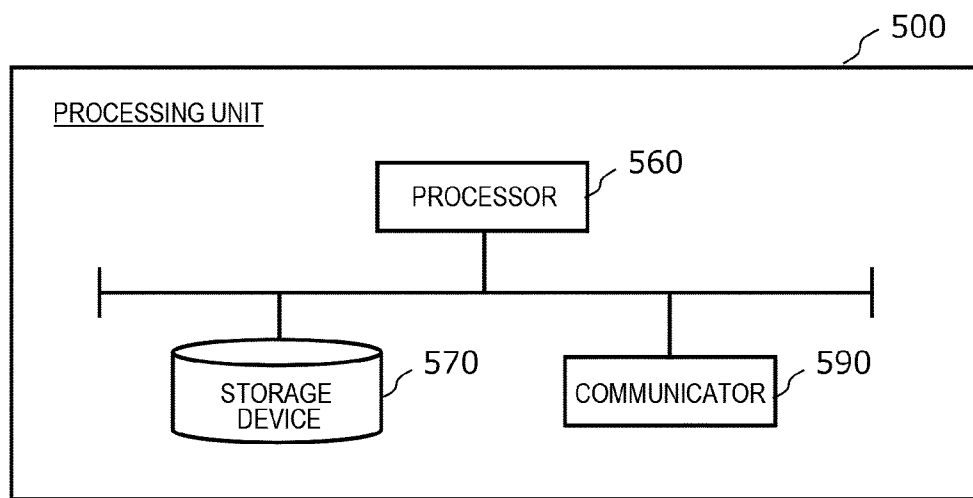 500
PROCESSING UNIT
560
PROCESSOR
570
STORAGE
DEVICE
590
COMMUNICATOR